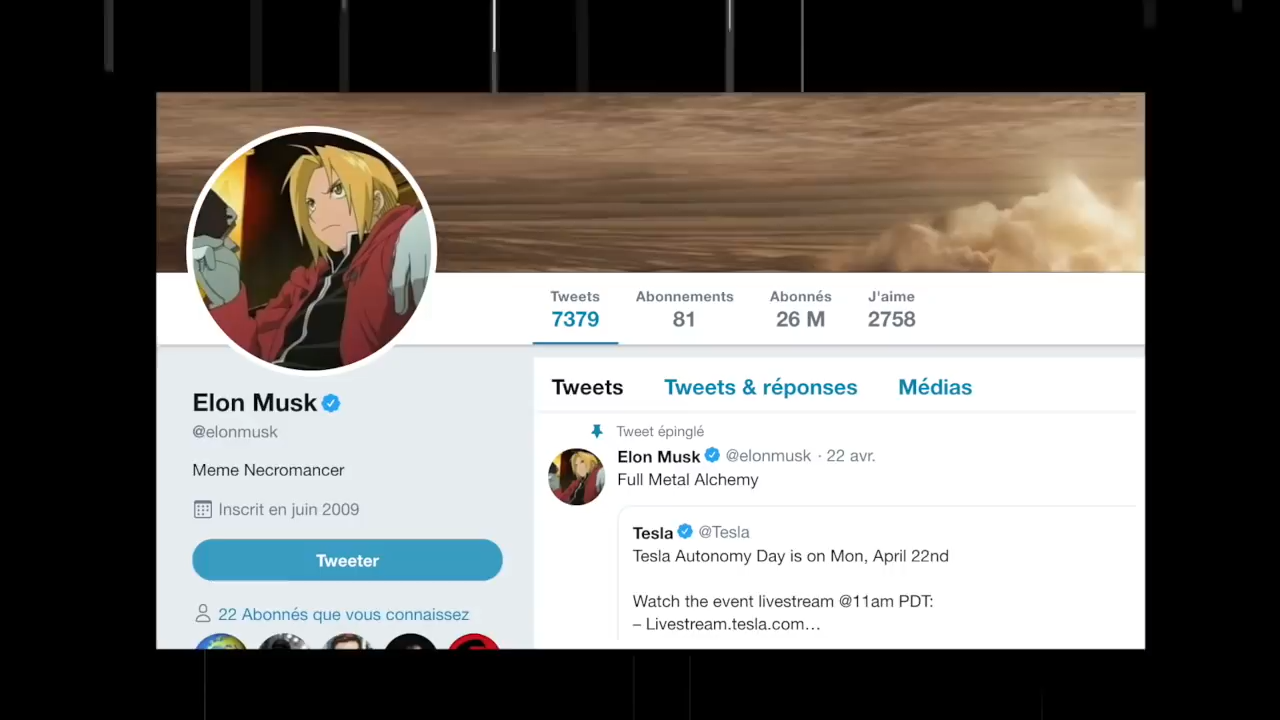 Tweets Abonnements Abonnés J'aime
7379 81 26 M 2758
Elon Musk
@elonmusk
Meme Necromancer
Inscrit en juin 2009
Tweeter
22 Abonnés que vous connaissez
Tweets Tweets & réponses Médias
Tweet épinglé
Elon Musk @elonmusk · 22 avr.
Full Metal Alchemy
Tesla @Tesla
Tesla Autonomy Day is on Mon, April 22nd
Watch the event livestream @11am PDT:
– Livestream.tesla.com…